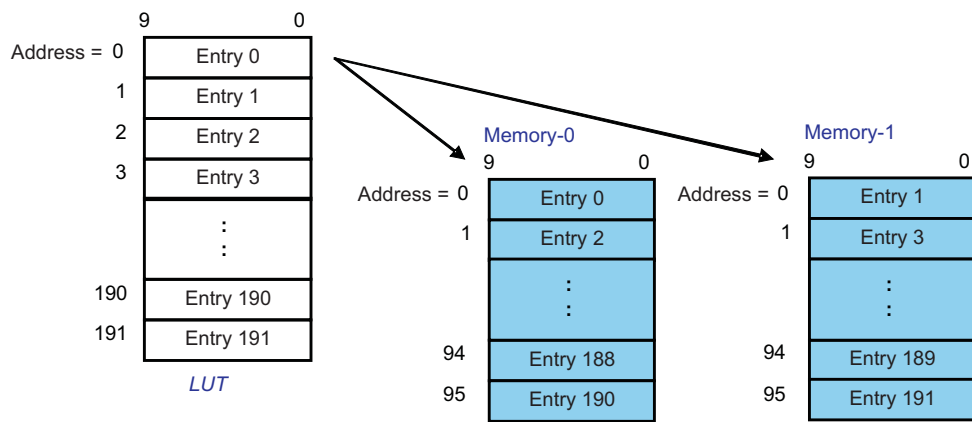 9 0
Address = 0 Entry 0
1 Entry 1
2 Entry 2
3 Entry 3
:
:
190 Entry 190
191 Entry 191
LUT
Memory-0
9 0
Address = 0 Entry 0
1 Entry 2
:
:
94 Entry 188
95 Entry 190
Memory-1
9 0
Address = 0 Entry 1
1 Entry 3
:
:
94 Entry 189
95 Entry 191